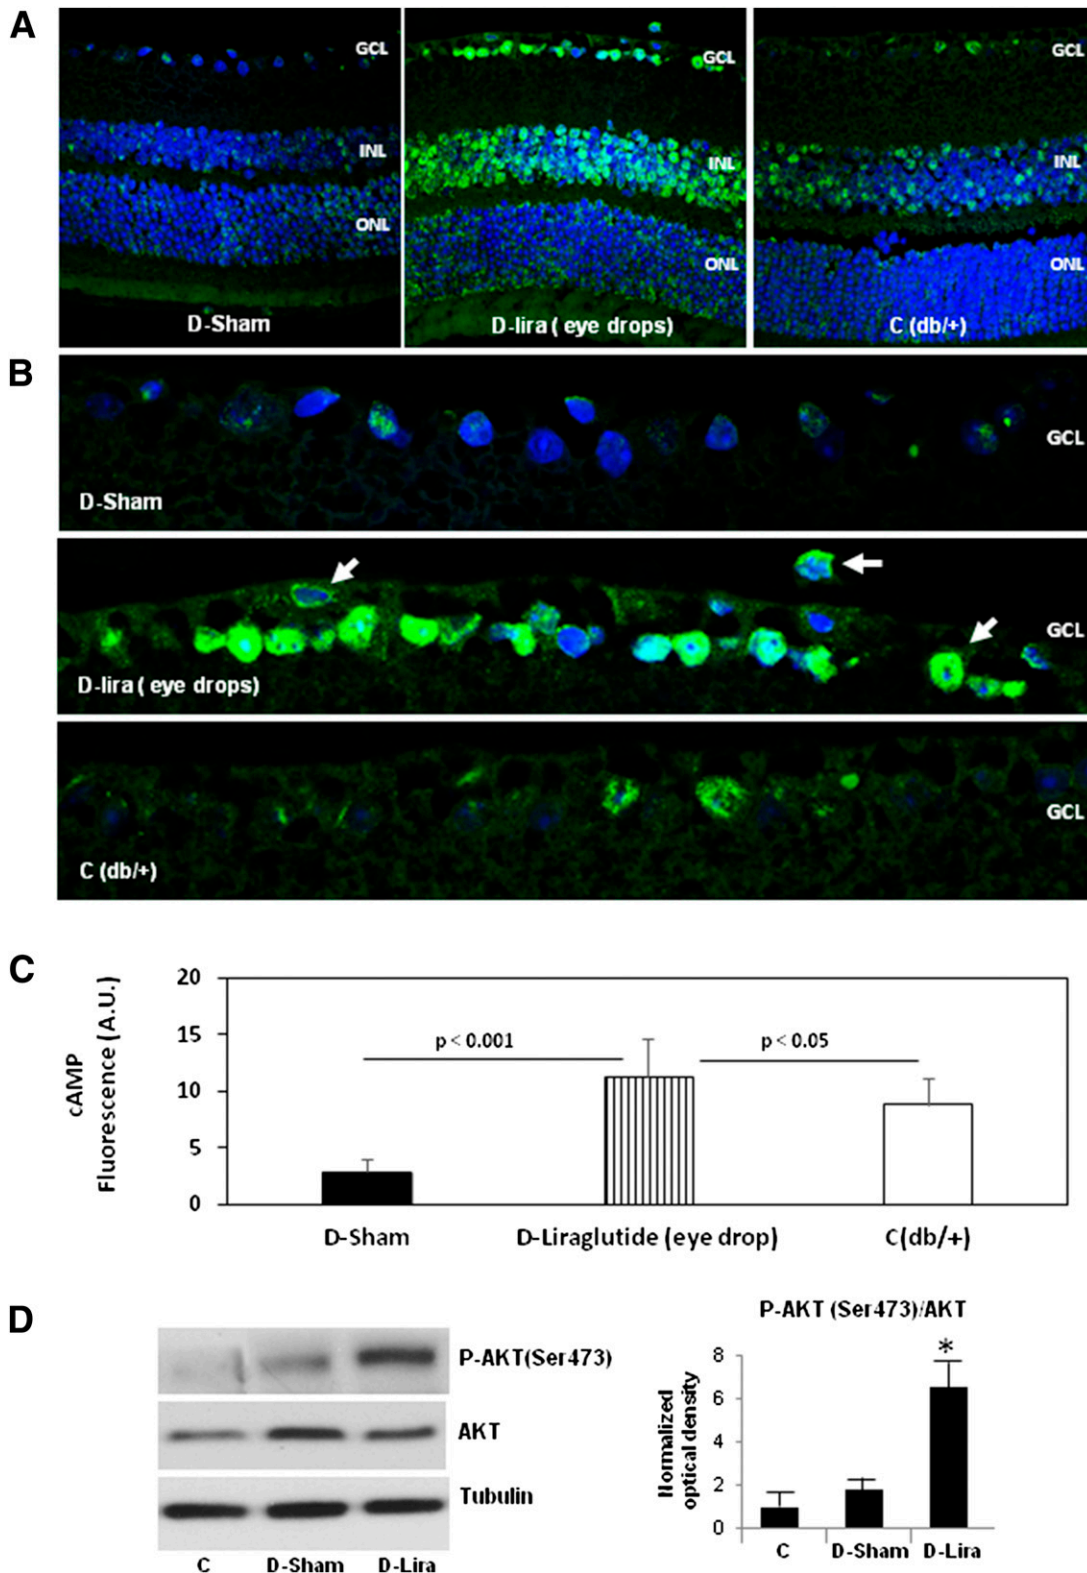 A
GCL
INL
ONL
D-Sham
GCL
INL
ONL
D-lira ( eye drops)
GCL
INL
ONL
C (db/+)
B
GCL
D-Sham
GCL
D-lira ( eye drops)
GCL
C (db/+)
C
cAMP
Fluorescence (A.U.)
20
15
10
5
0
p < 0.001
p < 0.05
D-Sham
D-Liraglutide (eye drop)
C(db/+)
D
P-AKT(Ser473)
AKT
Tubulin
C
D-Sham
D-Lira
P-AKT (Ser473)/AKT
Normalized
optical density
8
6
4
2
0
*
C
D-Sham
D-Lira